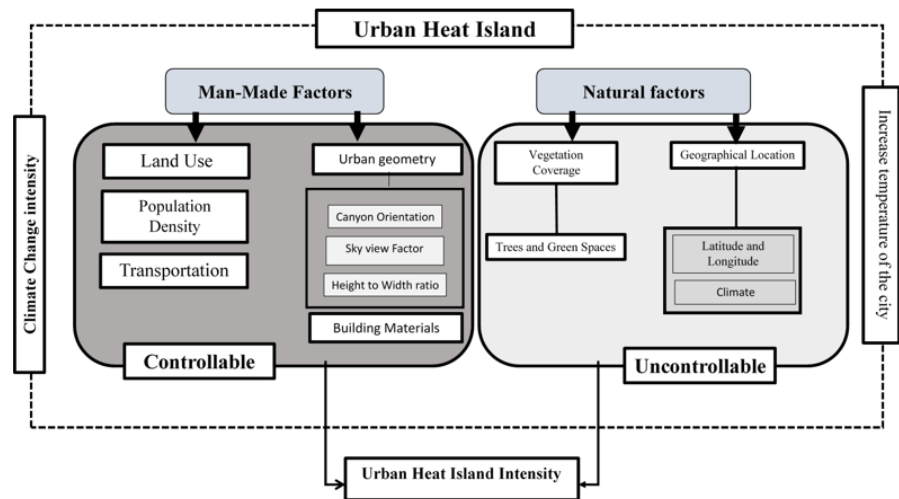 Urban Heat Island
Man-Made Factors
Natural factors
Climate Change intensity
Increase temperature of the city
Land Use
Population
Density
Transportation
Urban geometry
Canyon Orientation
Sky view Factor
Height to Width ratio
Building Materials
Controllable
Vegetation
Coverage
Trees and Green Spaces
Geographical Location
Latitude and
Longitude
Climate
Uncontrollable
Urban Heat Island Intensity